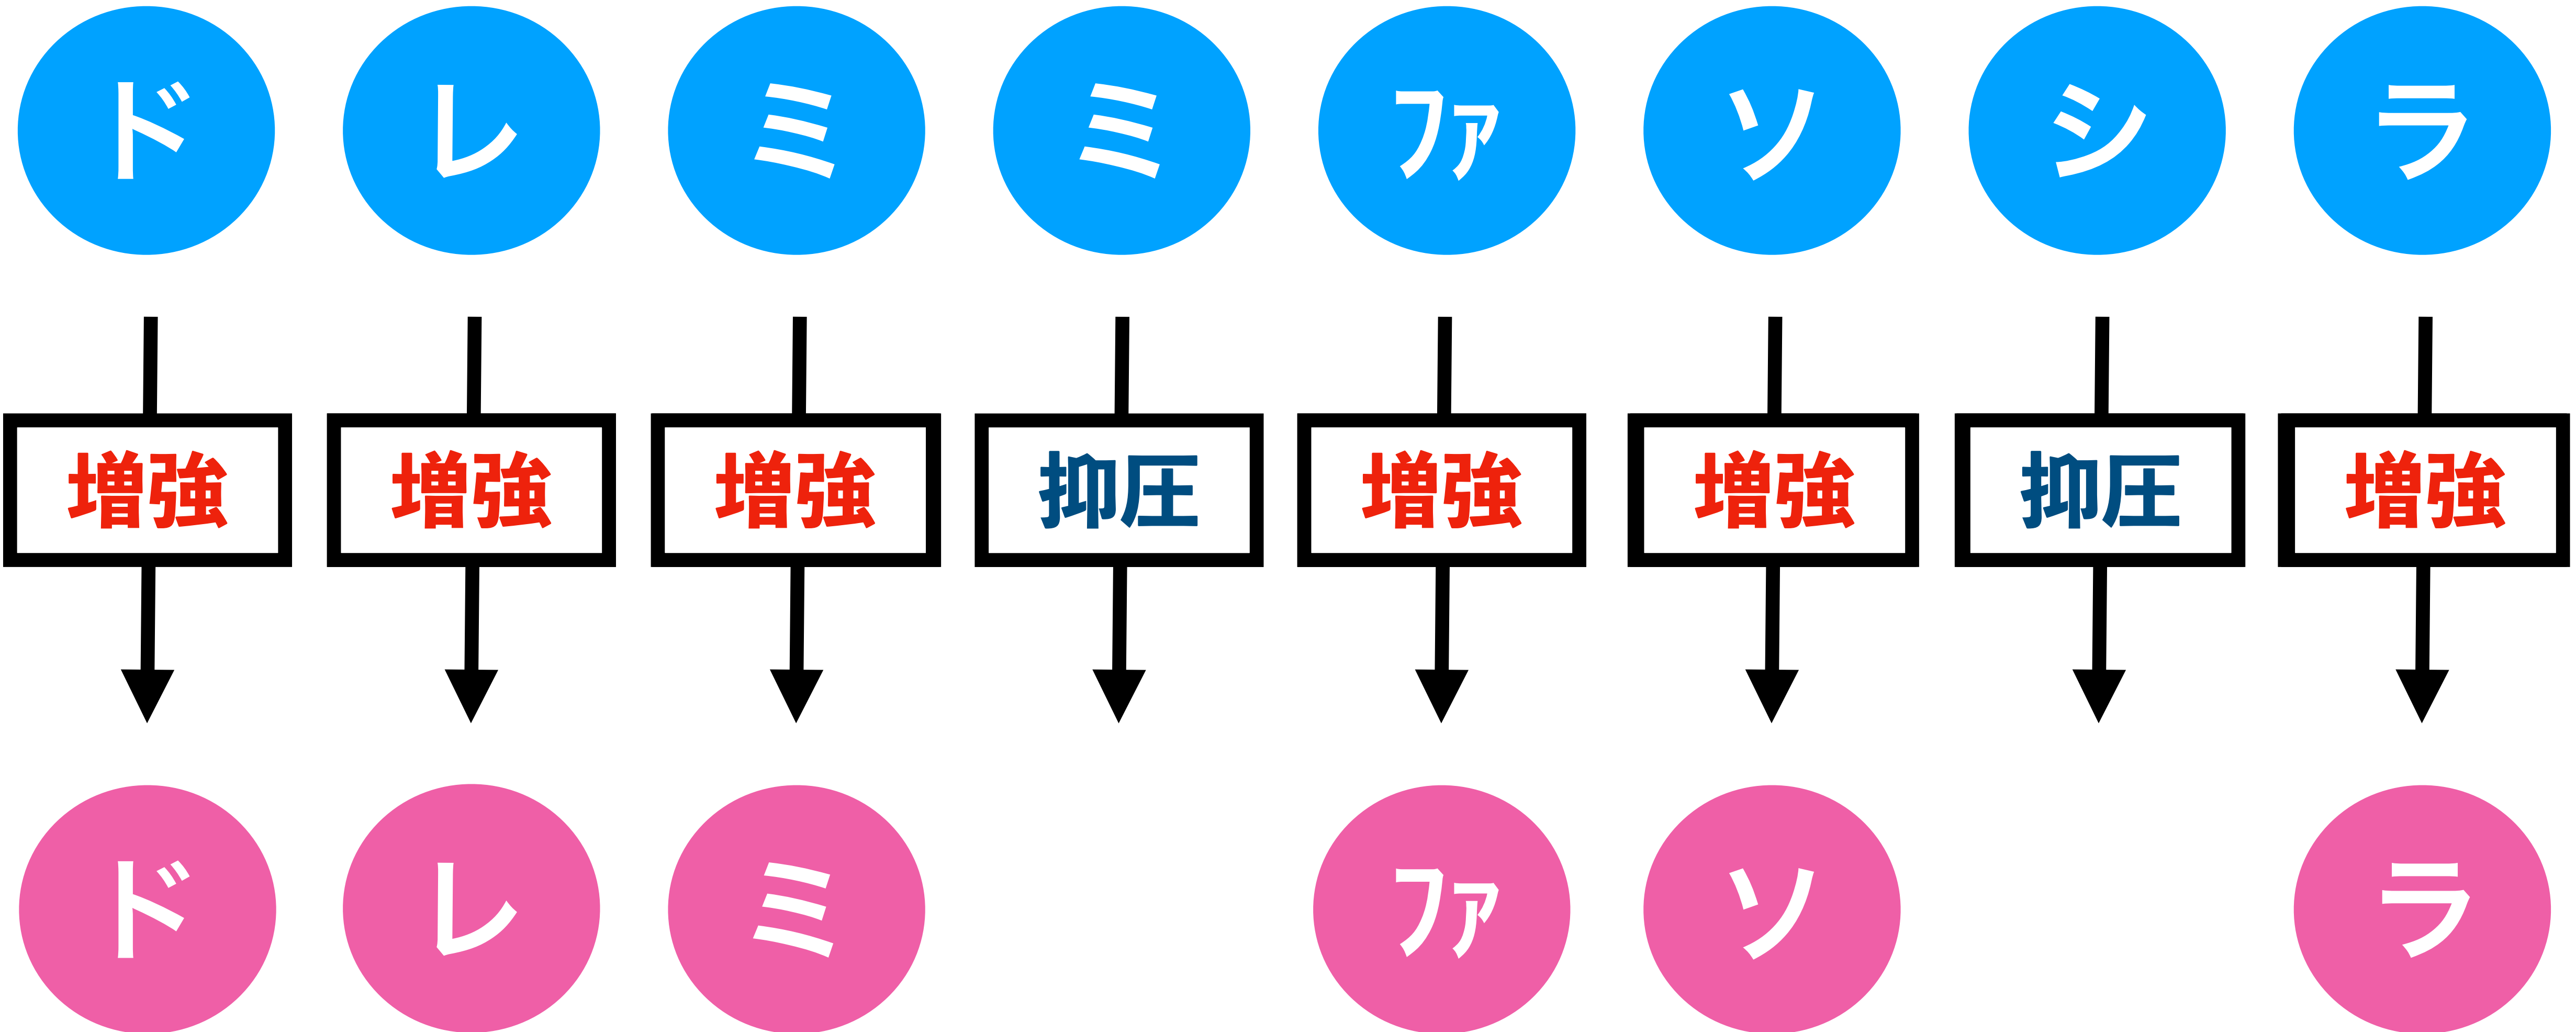 ド レ ミ ミ ファ ソ シ ラ
増強 増強 増強 抑圧 増強 増強 抑圧 増強
ド レ ミ ファ ソ ラ